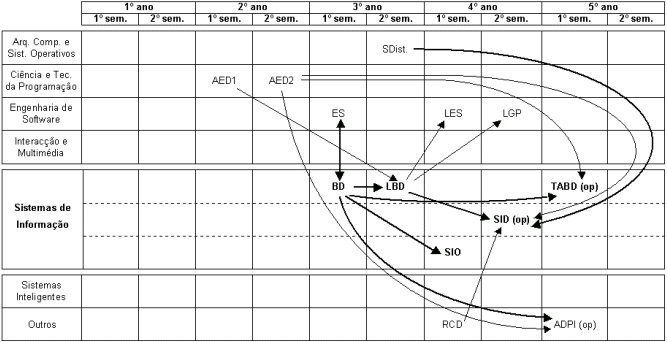 1º ano 2º ano 3º ano 4º ano 5º ano
1º sem. 2º sem. 1º sem. 2º sem. 1º sem. 2º sem. 1º sem. 2º sem. 1º sem. 2º sem.
Arq. Comp. e
Sist. Operativos
SDist.
Ciência e Tec.
da Programação
AED1 AED2
Engenharia de
Software
ES LES LGP
Interacção e
Multimédia
Sistemas de
Informação
BD LBD TABD (op)
SID (op)
SIO
Sistemas
Inteligentes
Outros
RCD ADPI (op)